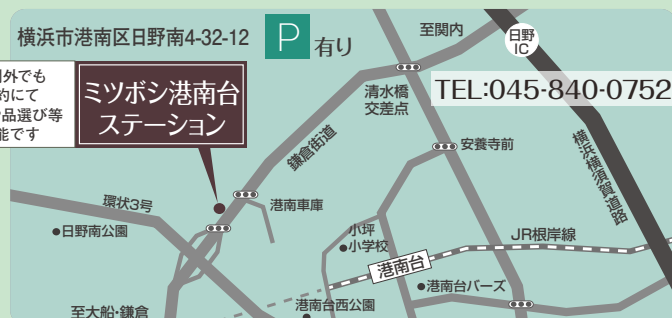 横浜市港南区日野南4-32-12
P 有り
至関内
日野
IC
外でも
約にて
品選び等
能です
ミツボシ港南台
ステーション
清水橋
交差点
TEL:045-840-0752
鎌倉街道
安養寺前
横浜横須賀道路
環状3号
港南車庫
●日野南公園
小坪
●小学校
JR根岸線
港南台
●港南台バーズ
港南台西公園
至大船・鎌倉